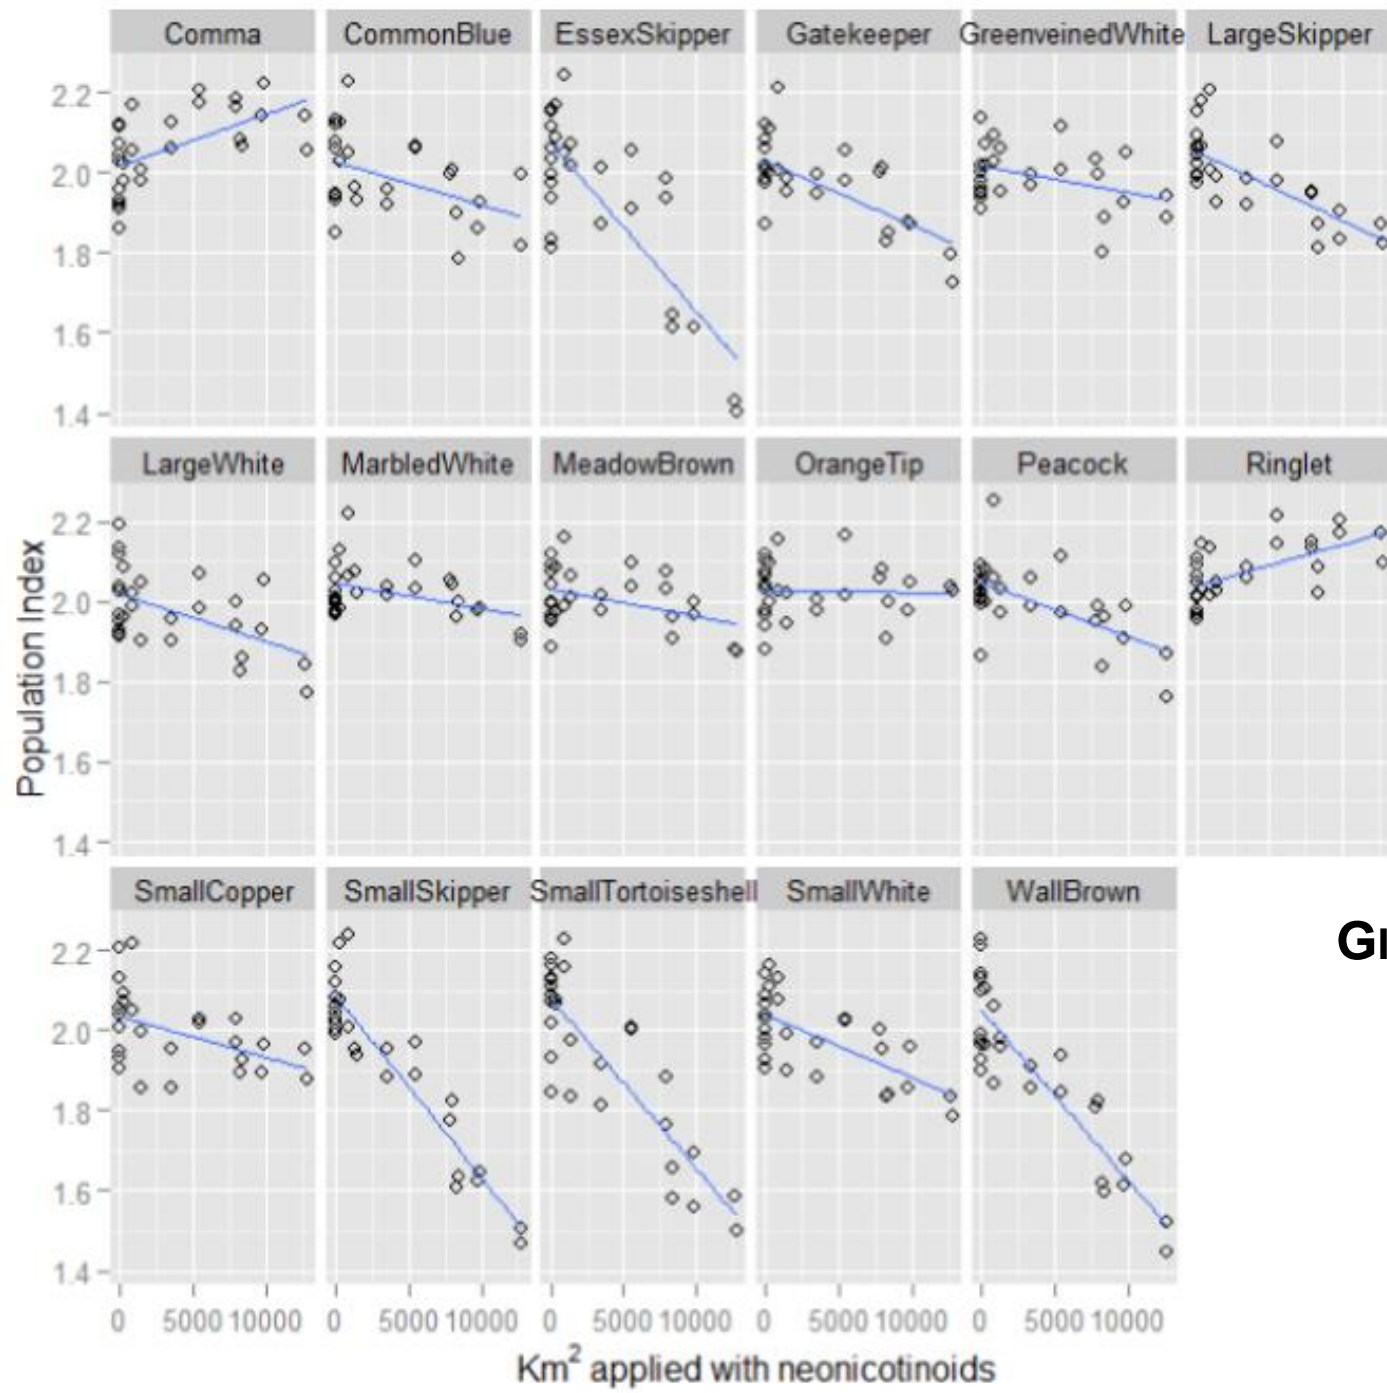 Comma CommonBlue EssexSkipper Gatekeeper GreenveinedWhite LargeSkipper
2.2
2.0
1.8
1.6
1.4
LargeWhite MarbledWhite MeadowBrown OrangeTip Peacock Ringlet
2.2
2.0
1.8
1.6
1.4
Population Index
SmallCopper SmallSkipper SmallTortoiseshell SmallWhite WallBrown
2.2
2.0
1.8
1.6
1.4
0 5000 10000 0 5000 10000 0 5000 10000 0 5000 10000 0 5000 10000
Km² applied with neonicotinoids